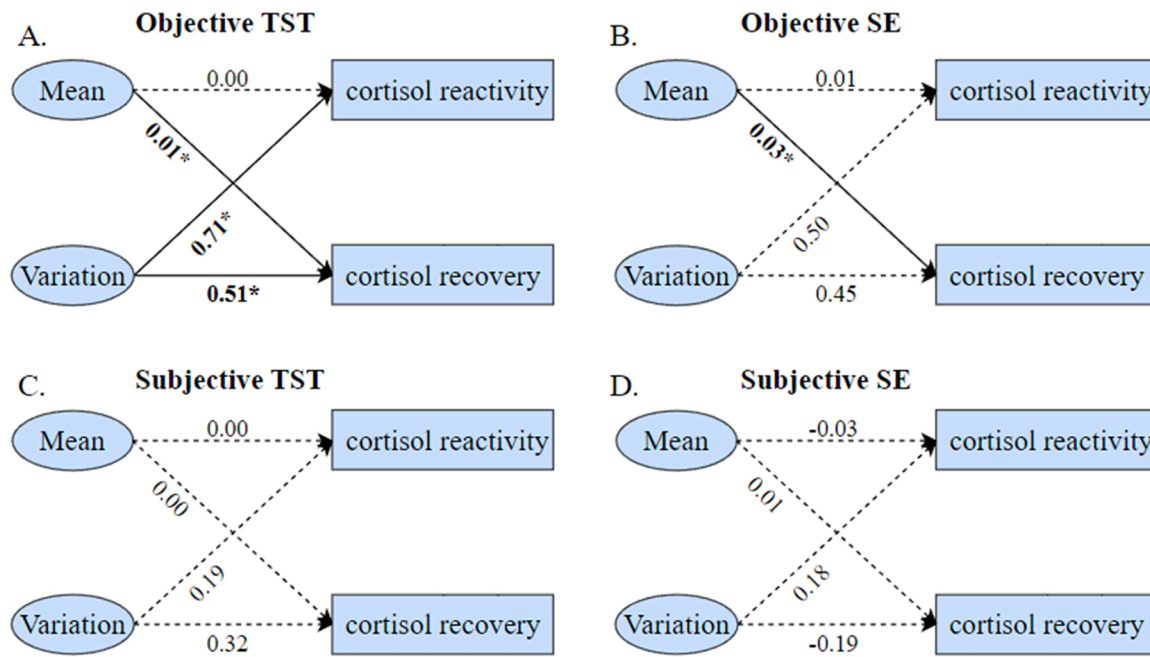 A.
Objective TST
Mean
0.00
cortisol reactivity
0.01*
0.71*
Variation
0.51*
cortisol recovery
B.
Objective SE
Mean
0.01
cortisol reactivity
0.03*
0.50
Variation
0.45
cortisol recovery
C.
Subjective TST
Mean
0.00
cortisol reactivity
0.00
0.19
Variation
0.32
cortisol recovery
D.
Subjective SE
Mean
-0.03
cortisol reactivity
0.01
0.18
Variation
-0.19
cortisol recovery